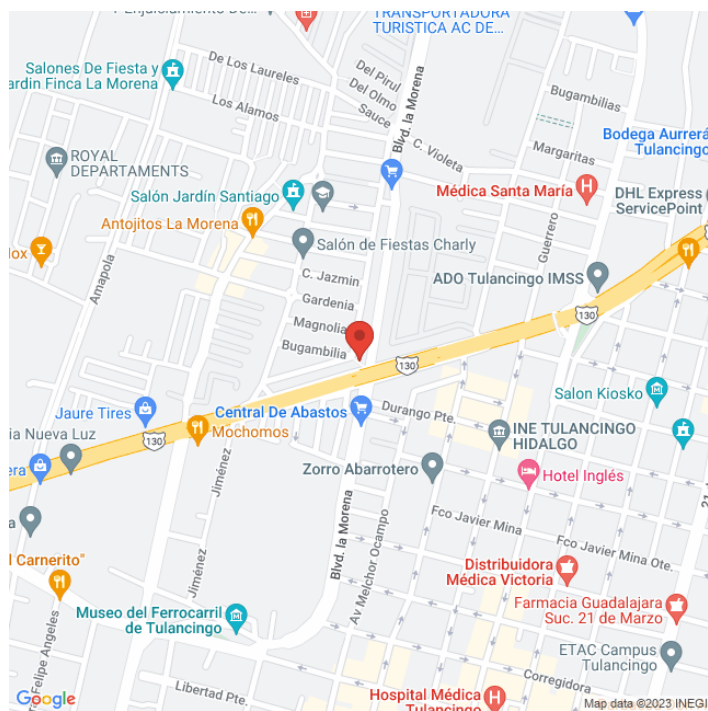 TRANSPORTADORA
TURISTICA AC DE...
Salones De Fiesta y
Jardin Finca La Morena
De Los Laureles
Del Pirul
Del Olmo
Sauce
Los Alamos
Blvd. la Morena
Bugambilias
C. Violeta
Margaritas
Bodega Aurrerá
Tulancingo
ROYAL
DEPARTAMENTS
Salón Jardín Santiago
Médica Santa María
DHL Express
ServicePoint
Antojitos La Morena
Salón de Fiestas Charly
Guerrero
Amapola
C. Jazmin
ADO Tulancingo IMSS
Gardenia
Magnolia
130
Bugambilia
130
Jaure Tires
Central De Abastos
Durango Pte.
Salon Kiosko
130
Mochomos
INE TULANCINGO
HIDALGO
Jiménez
Zorro Abarrotero
Hotel Inglés
Fco Javier Mina
Fco Javier Mina Ote.
Blvd. la Morena
Av Melchor Ocampo
Carnerito"
Jiménez
Distribuidora
Médica Victoria
Museo del Ferrocarril
de Tulancingo
Farmacia Guadalajara
Suc. 21 de Marzo
Felipe Angeles
ETAC Campus
Tulancingo
Libertad Pte.
Corregidora
Hospital Médica
Tulancingo
Google
Map data ©2023 INEGI